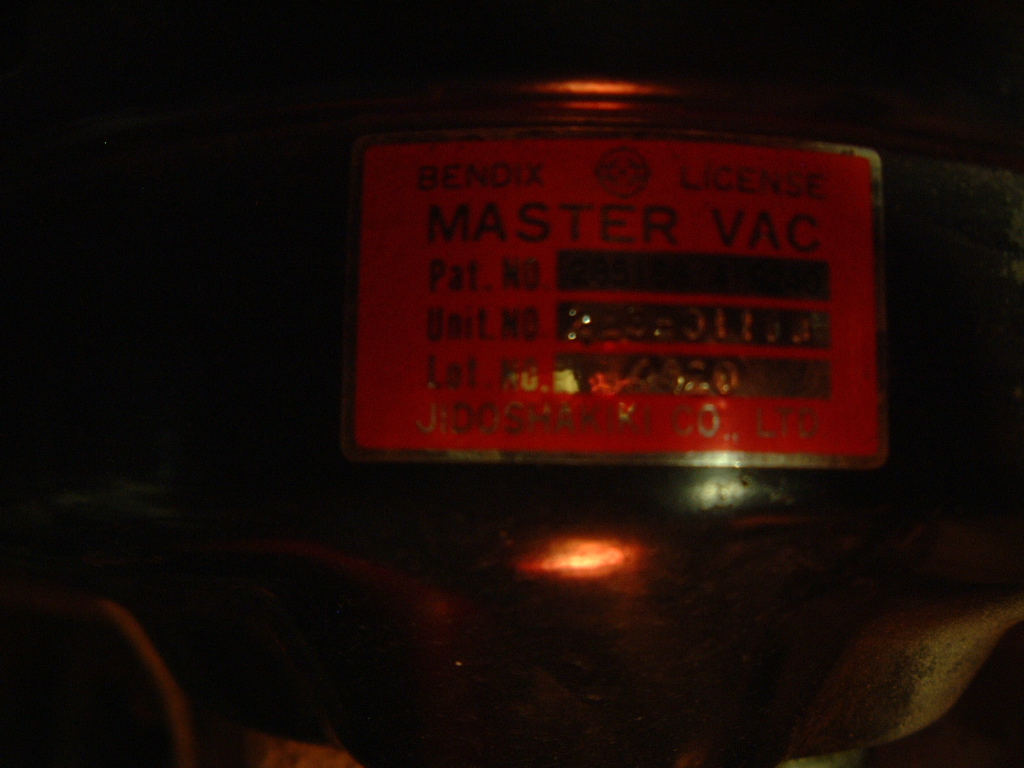 BENDIX LICENSE
MASTER VAC
Pat. NO.
Unit. NO.
Lot. NO.
JIDOSHAKIKI CO., LTD